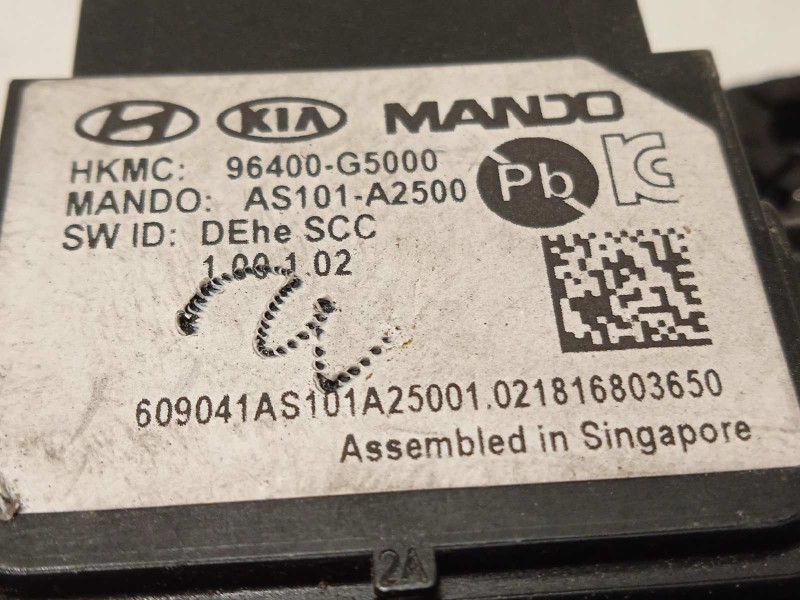 KIA MANDO
HKMC: 96400-G5000
MANDO: AS101-A2500
Pb
SW ID: DEhe SCC
1.00 1.02
609041AS101A25001.021816803650
Assembled in Singapore
2A